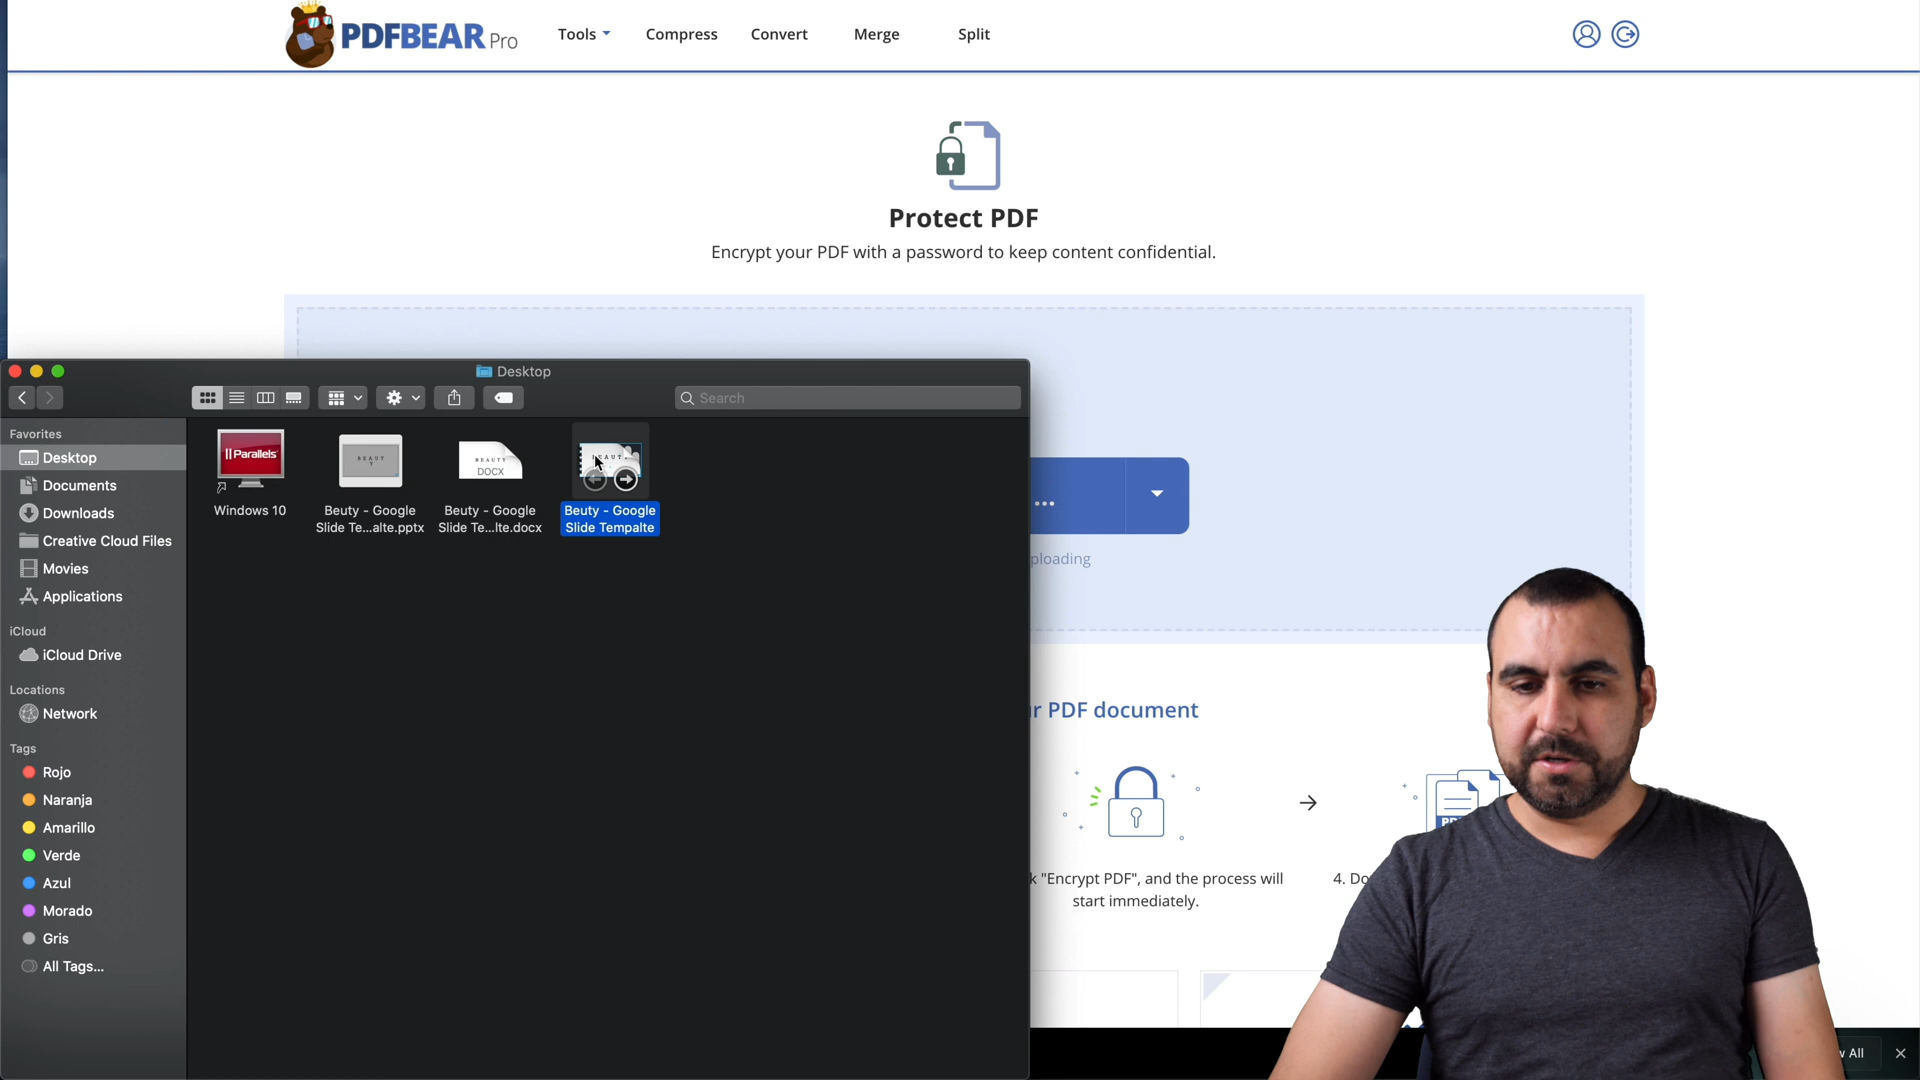 PDFBEAR Pro
Tools
Compress
Convert
Merge
Split
Protect PDF
Encrypt your PDF with a password to keep content confidential.
Desktop
Search
Favorites
Desktop
Documents
Downloads
Creative Cloud Files
Movies
Applications
iCloud
iCloud Drive
Locations
Network
Tags
Rojo
Naranja
Amarillo
Verde
Azul
Morado
Gris
All Tags...
|| Parallels
Windows 10
BEAUT
Y
Beuty - Google
Slide Te...alte.pptx
BEAUTY
DOCX
Beuty - Google
Slide Te...lte.docx
Beuty - Google
Slide Tempalte
...
ploading
r PDF document
"Encrypt PDF", and the process will
start immediately.
4. Do
All